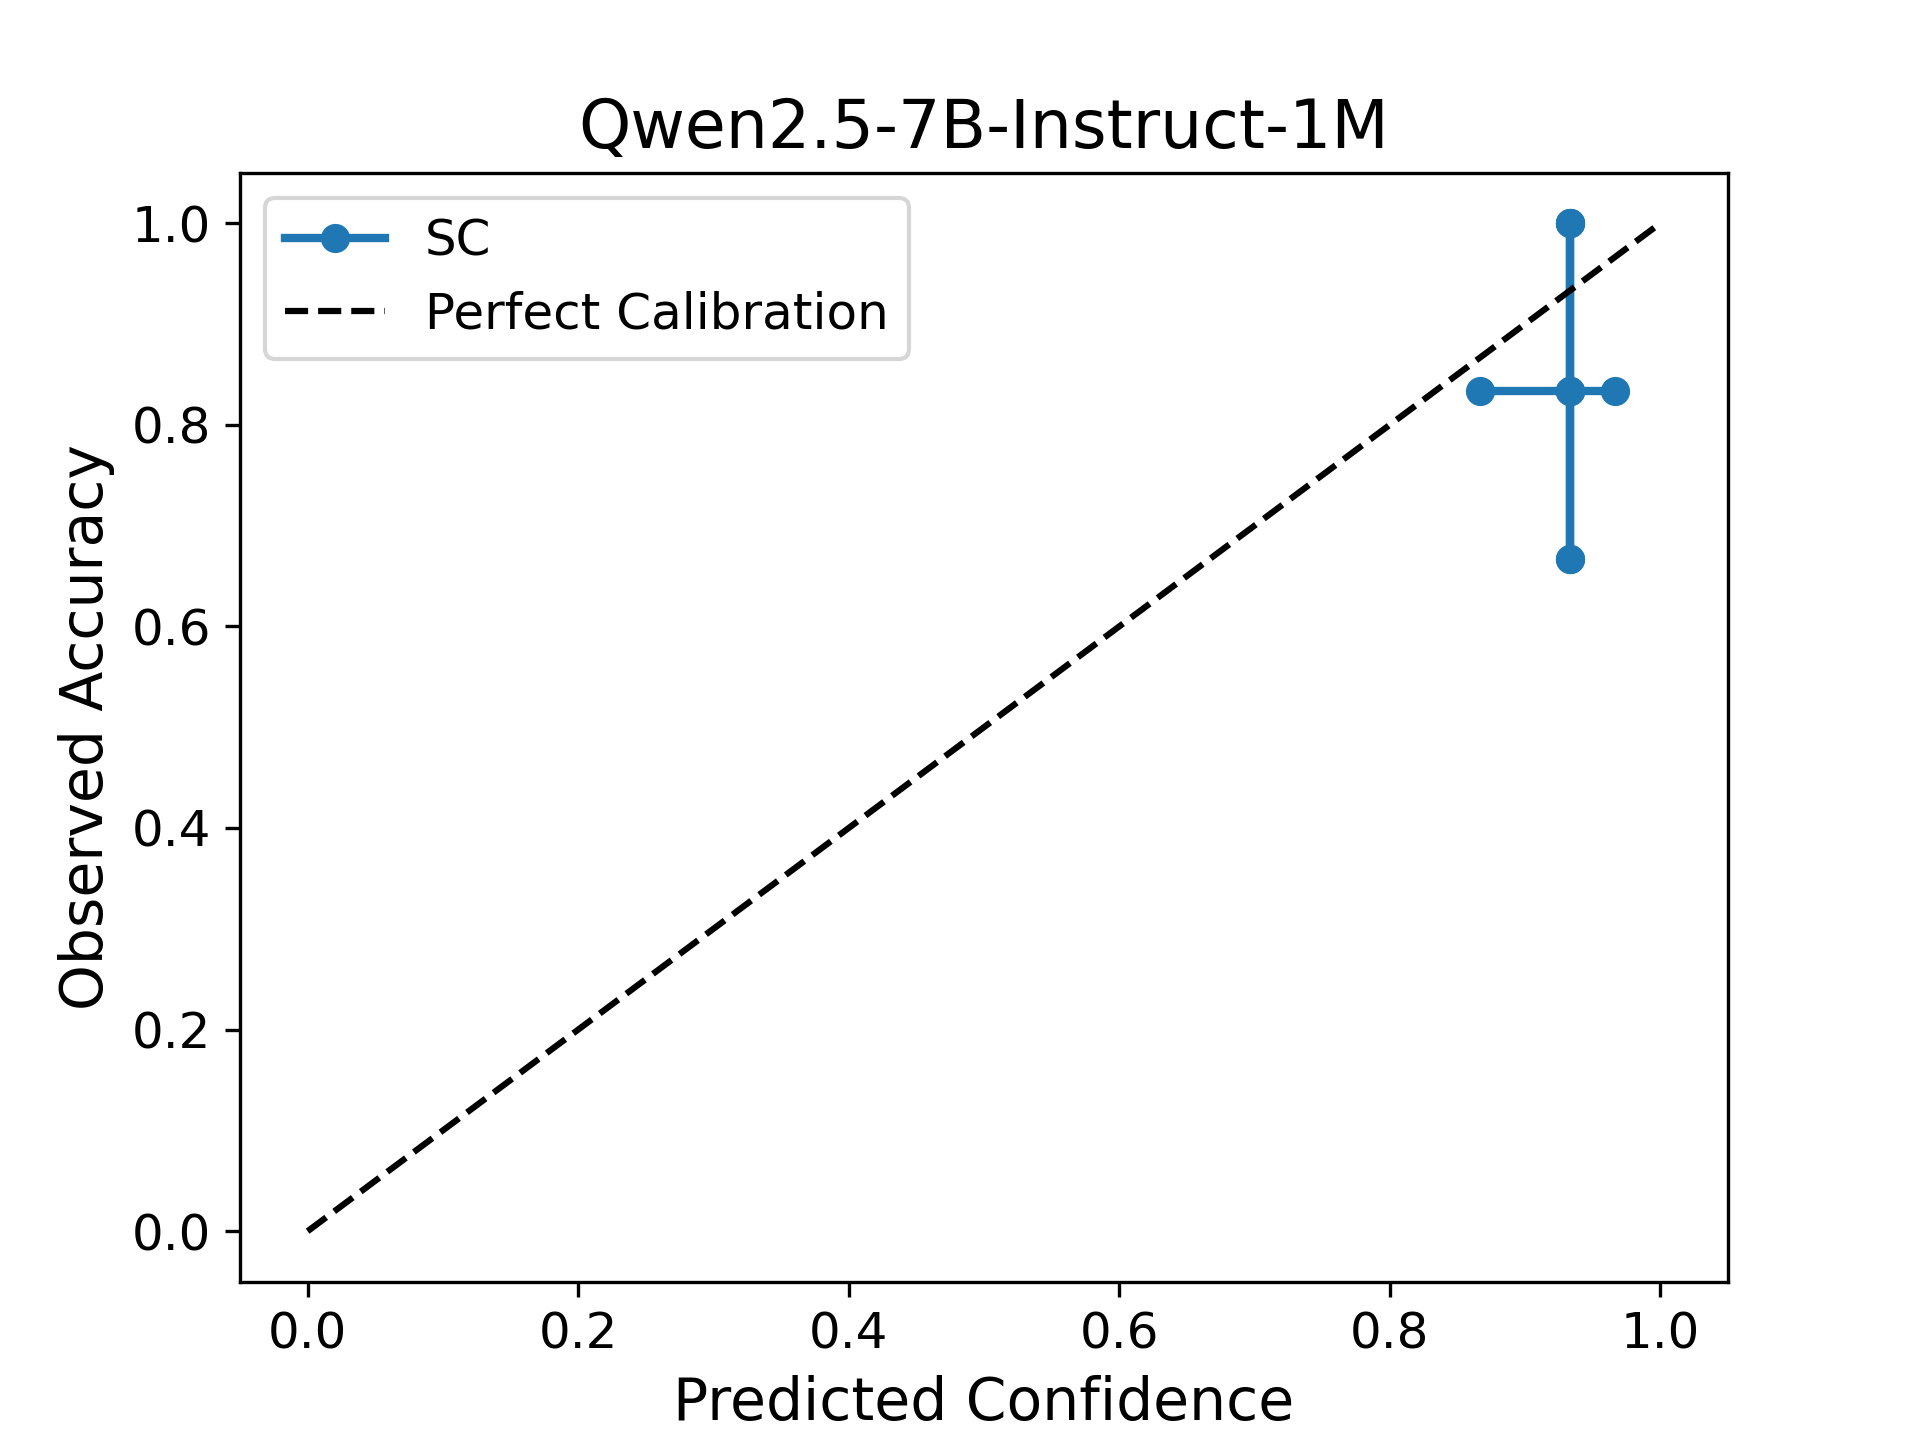 Qwen2.5-7B-Instruct-1M
SC
Perfect Calibration
1.0
0.8
0.6
0.4
0.2
0.0
Observed Accuracy
0.0 0.2 0.4 0.6 0.8 1.0
Predicted Confidence